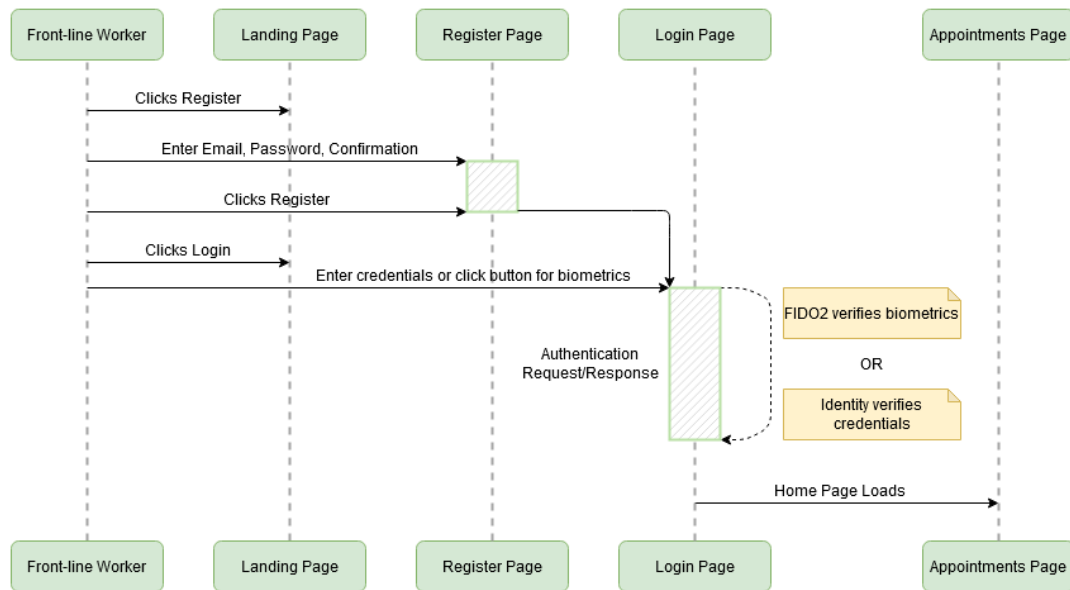 Front-line Worker
Landing Page
Register Page
Login Page
Appointments Page
Clicks Register
Enter Email, Password, Confirmation
Clicks Register
Clicks Login
Enter credentials or click button for biometrics
FIDO2 verifies biometrics
Authentication
Request/Response
OR
Identity verifies
credentials
Home Page Loads
Front-line Worker
Landing Page
Register Page
Login Page
Appointments Page